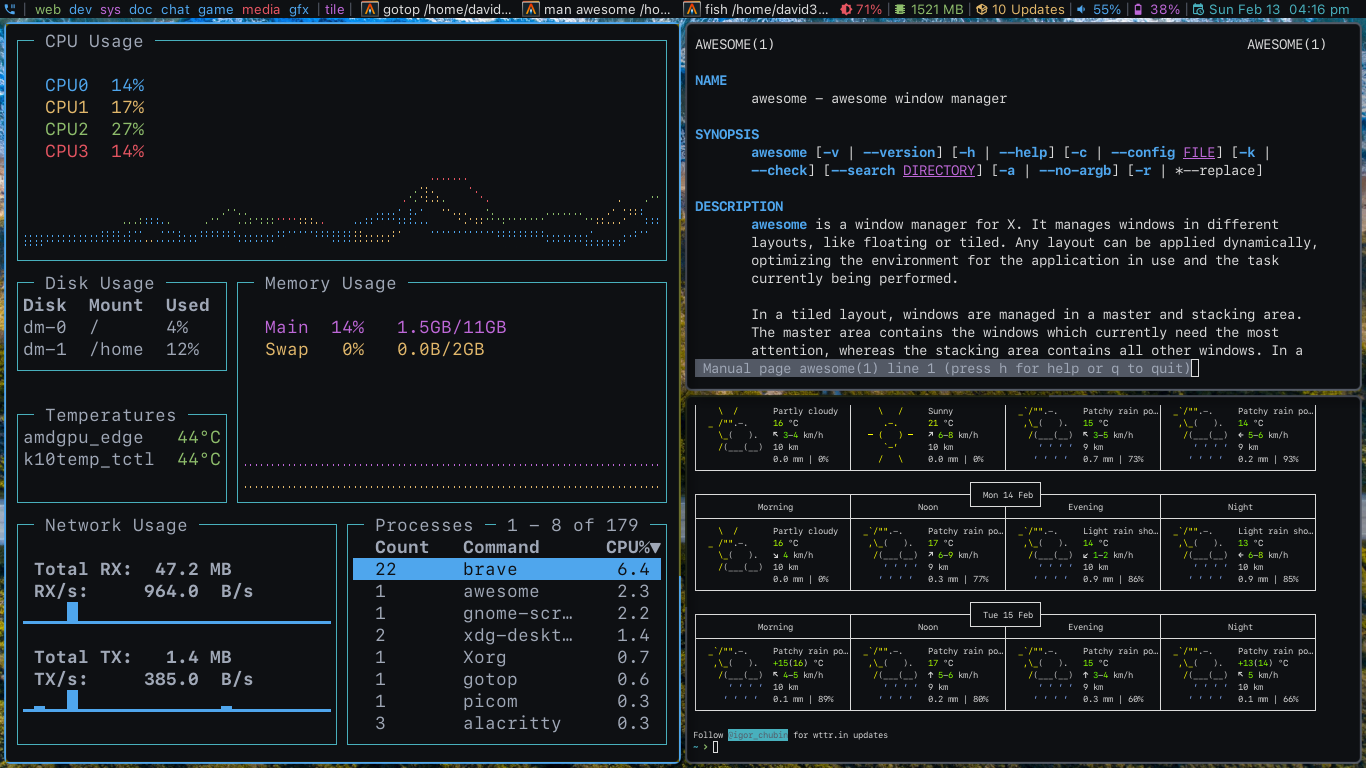 web dev sys doc chat game media gfx | tile | gotop /home/david... man awesome /ho... fish /home/david3... 71% | 1521 MB | 10 Updates | 55% | 38% | Sun Feb 13 04:16 pm
CPU Usage
CPU0 14%
CPU1 17%
CPU2 27%
CPU3 14%
Disk Usage
Disk Mount Used
dm-0 / 4%
dm-1 /home 12%
Memory Usage
Main 14% 1.5GB/11GB
Swap 0% 0.0B/2GB
Temperatures
amdgpu_edge 44°C
k10temp_tctl 44°C
Network Usage
Total RX: 47.2 MB
RX/s: 964.0 B/s
Total TX: 1.4 MB
TX/s: 385.0 B/s
Processes 1 - 8 of 179
Count Command CPU%▼
22 brave 6.4
1 awesome 2.3
1 gnome-scr… 2.2
2 xdg-deskt… 1.4
1 Xorg 0.7
1 gotop 0.6
1 picom 0.3
3 alacritty 0.3
AWESOME(1) AWESOME(1)
NAME
awesome - awesome window manager
SYNOPSIS
awesome [-v | --version] [-h | --help] [-c | --config FILE] [-k |
--check] [--search DIRECTORY] [-a | --no-argb] [-r | *--replace]
DESCRIPTION
awesome is a window manager for X. It manages windows in different
layouts, like floating or tiled. Any layout can be applied dynamically,
optimizing the environment for the application in use and the task
currently being performed.
In a tiled layout, windows are managed in a master and stacking area.
The master area contains the windows which currently need the most
attention, whereas the stacking area contains all other windows. In a
Manual page awesome(1) line 1 (press h for help or q to quit)
Partly cloudy Sunny Patchy rain po… Patchy rain po…
16 °C 21 °C 15 °C 14 °C
↖ 3-4 km/h ↗ 6-8 km/h ↖ 3-5 km/h ← 5-6 km/h
10 km 10 km 9 km 9 km
0.0 mm | 0% 0.0 mm | 0% 0.7 mm | 73% 0.2 mm | 93%
Mon 14 Feb
Morning Noon Evening Night
Partly cloudy Patchy rain po… Light rain sho… Light rain sho…
16 °C 17 °C 14 °C 13 °C
↘ 4 km/h ↗ 6-9 km/h ↙ 1-2 km/h ← 6-8 km/h
10 km 9 km 10 km 10 km
0.0 mm | 0% 0.3 mm | 77% 0.9 mm | 86% 0.9 mm | 85%
Tue 15 Feb
Morning Noon Evening Night
Patchy rain po… Patchy rain po… Patchy rain po… Patchy rain po…
+15(16) °C 17 °C 15 °C +13(14) °C
↖ 4-5 km/h ↑ 5-6 km/h ↑ 3-4 km/h ↖ 5 km/h
10 km 9 km 9 km 10 km
0.1 mm | 89% 0.2 mm | 80% 0.3 mm | 60% 0.1 mm | 66%
Follow @igor_chubin for wttr.in updates
~ >